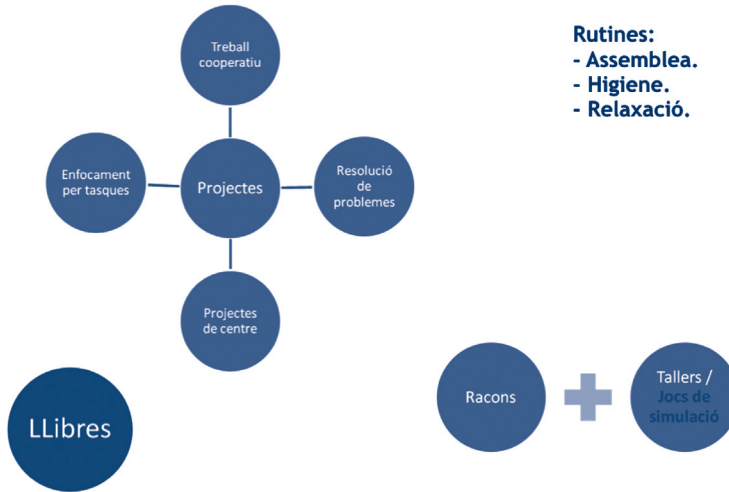 Treball
cooperatiu
Rutines:
- Assemblea.
- Higiene.
- Relaxació.
Enfocament
per tasques
Projectes
Resolució
de
problemes
Projectes
de centre
LLibres
Racons
Tallers /
Jocs de
simulació